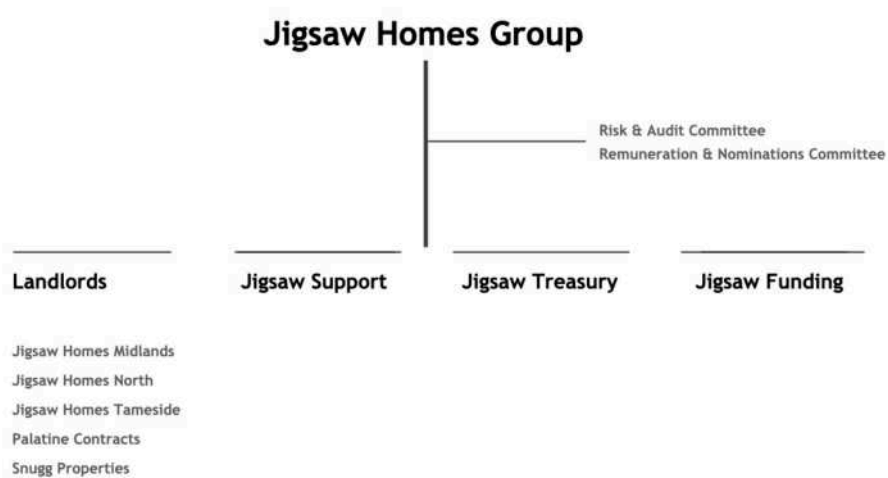 Jigsaw Homes Group
Risk & Audit Committee
Remuneration & Nominations Committee
Landlords
Jigsaw Support
Jigsaw Treasury
Jigsaw Funding
Jigsaw Homes Midlands
Jigsaw Homes North
Jigsaw Homes Tameside
Palatine Contracts
Snugg Properties